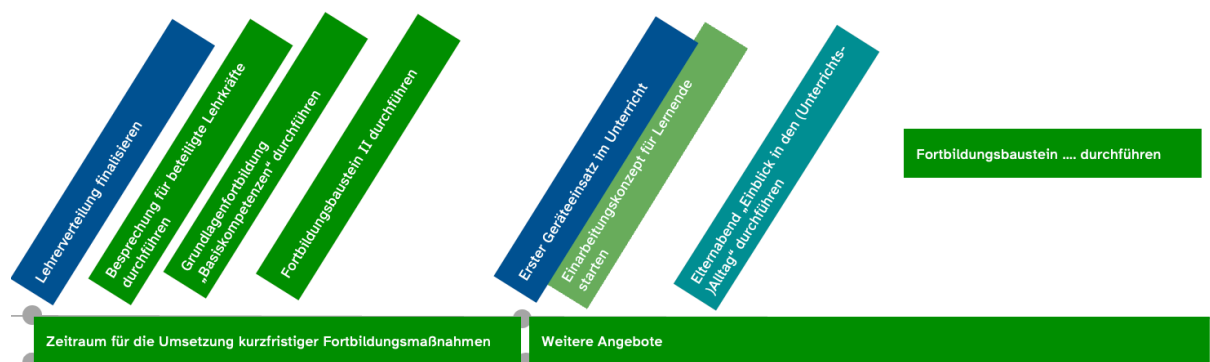 Lehrerverteilung finalisieren
Besprechung für beteiligte Lehrkräfte
durchführen
Grundlagenfortbildung
„Basiskompetenzen“ durchführen
Fortbildungsbaustein II durchführen
Erster Geräteeinsatz im Unterricht
Einarbeitungskonzept für Lernende
starten
Elternabend „Einblick in den (Unterrichts-
)Alltag“ durchführen
Fortbildungsbaustein .... durchführen
Zeitraum für die Umsetzung kurzfristiger Fortbildungsmaßnahmen
Weitere Angebote